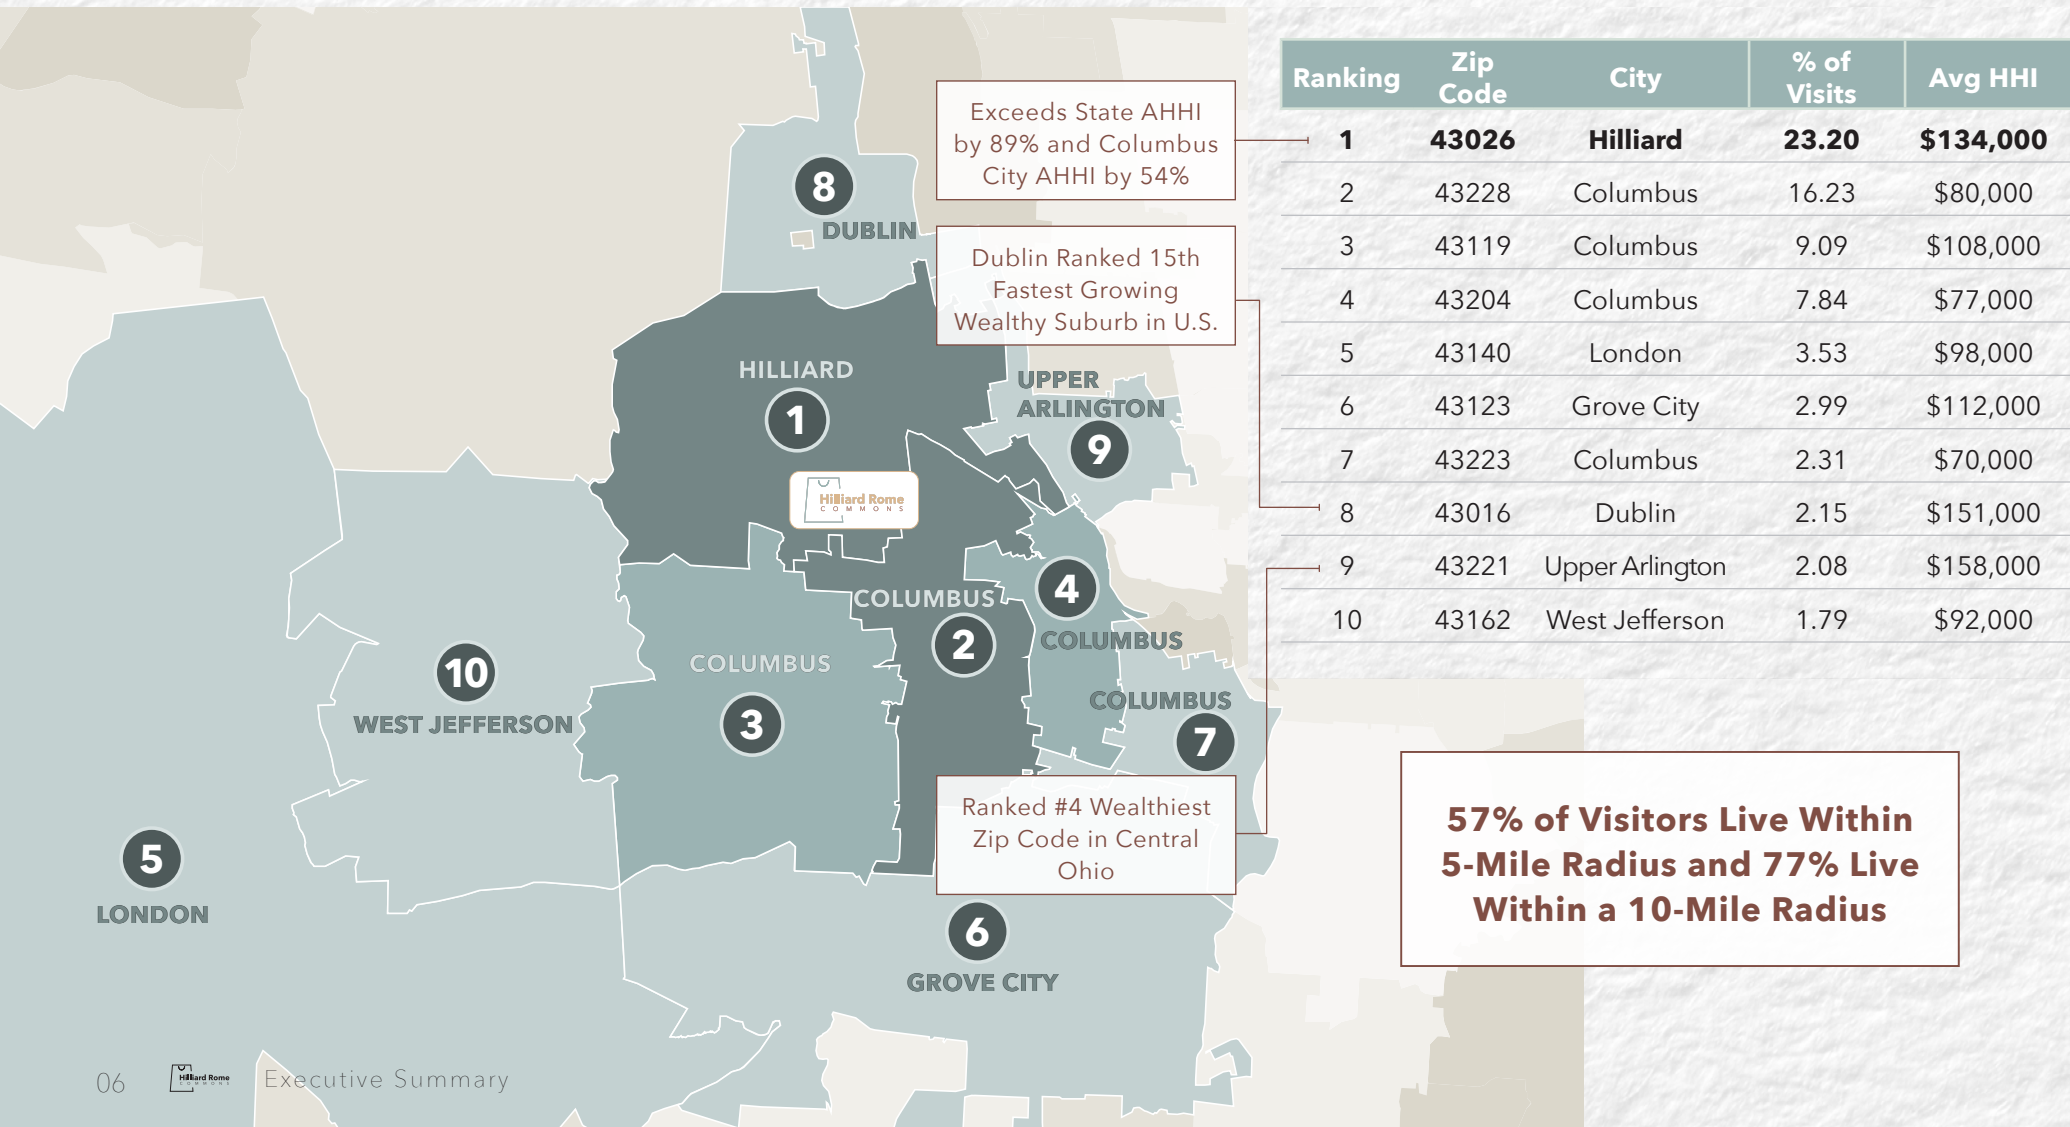 Ranking Zip Code City % of Visits Avg HHI
1 43026 Hilliard 23.20 $134,000
2 43228 Columbus 16.23 $80,000
3 43119 Columbus 9.09 $108,000
4 43204 Columbus 7.84 $77,000
5 43140 London 3.53 $98,000
6 43123 Grove City 2.99 $112,000
7 43223 Columbus 2.31 $70,000
8 43016 Dublin 2.15 $151,000
9 43221 Upper Arlington 2.08 $158,000
10 43162 West Jefferson 1.79 $92,000
Exceeds State AHHI
by 89% and Columbus
City AHHI by 54%
Dublin Ranked 15th
Fastest Growing
Wealthy Suburb in U.S.
Ranked #4 Wealthiest
Zip Code in Central
Ohio
8
DUBLIN
HILLIARD
1
UPPER
ARLINGTON
9
Hilliard Rome
COMMONS
4
COLUMBUS
COLUMBUS
2
COLUMBUS
3
COLUMBUS
7
10
WEST JEFFERSON
5
LONDON
6
GROVE CITY
57% of Visitors Live Within
5-Mile Radius and 77% Live
Within a 10-Mile Radius
06
Hilliard Rome
COMMONS
Executive Summary